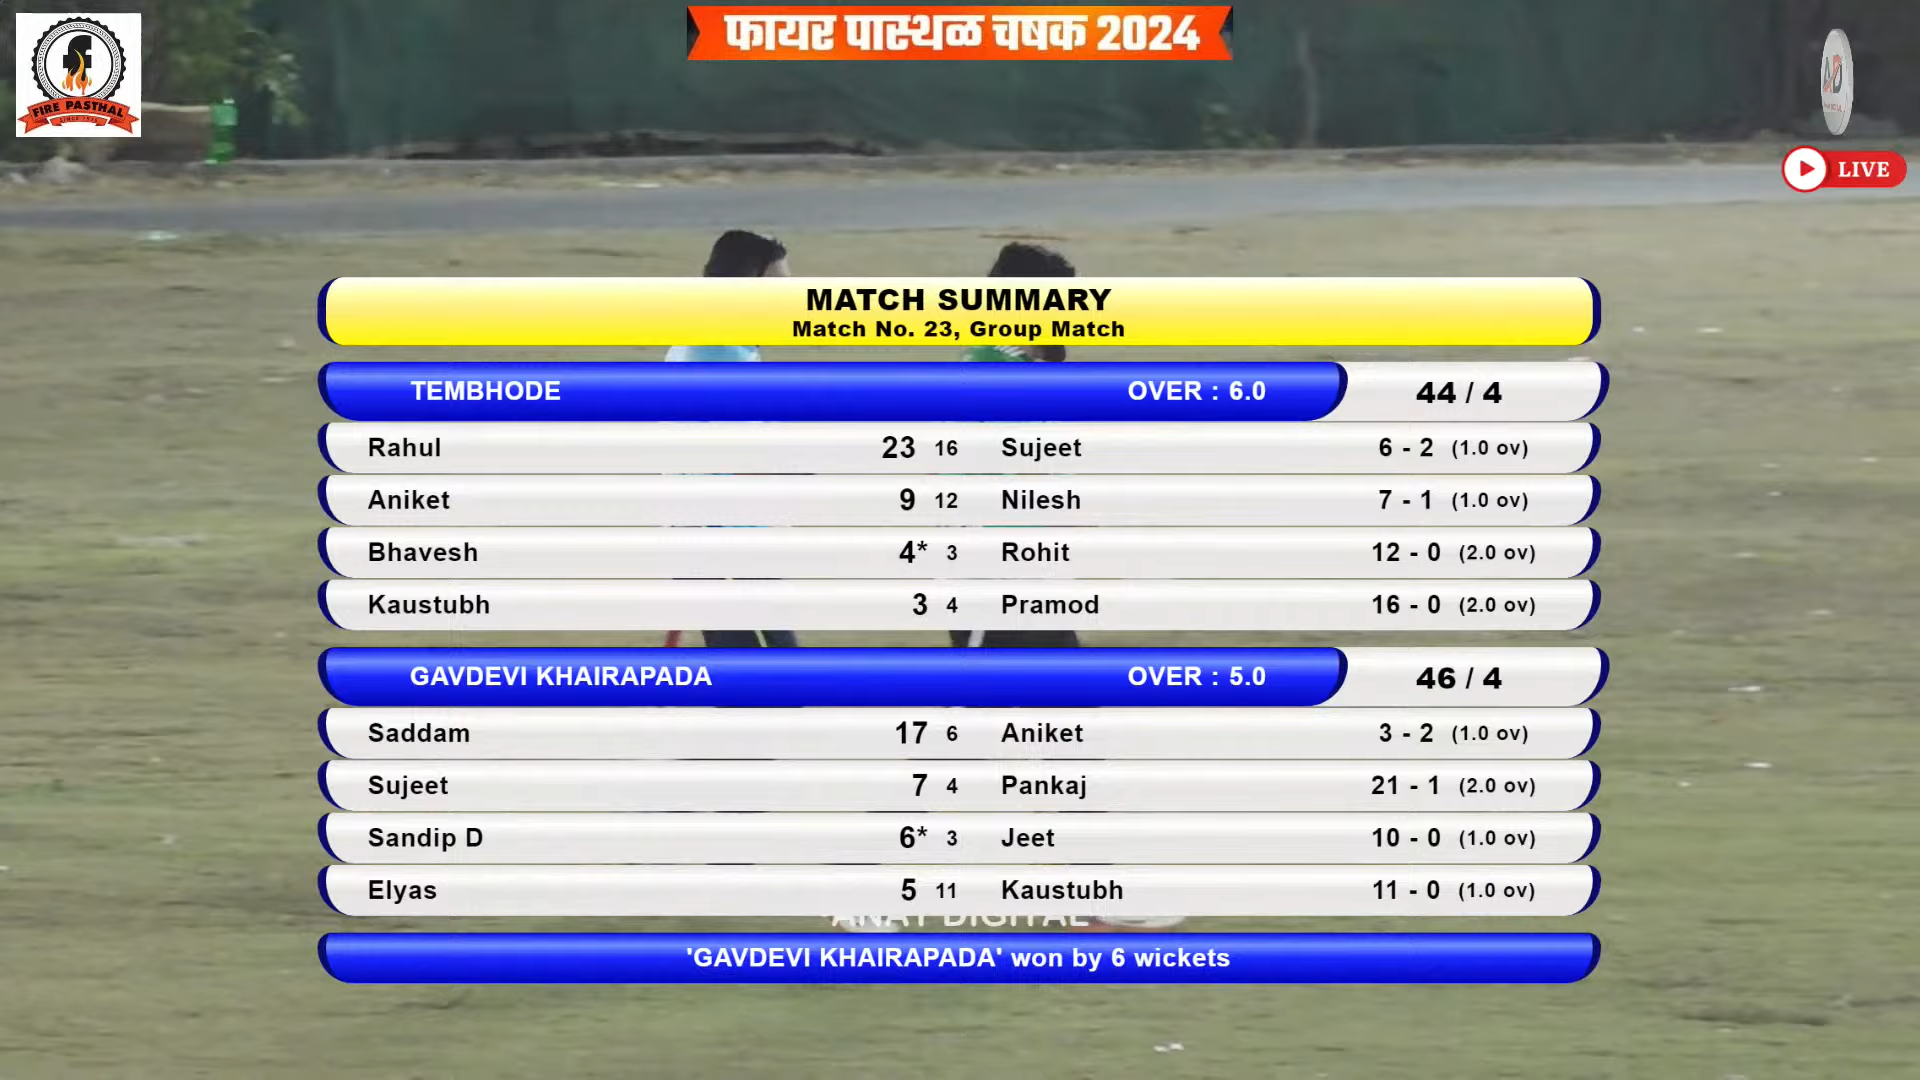 फायर पास्थळ चषक 2024
FIRE PASTHAL
LIVE
MATCH SUMMARY
Match No. 23, Group Match
TEMBHODE OVER : 6.0 44 / 4
Rahul 23 16 Sujeet 6 - 2 (1.0 ov)
Aniket 9 12 Nilesh 7 - 1 (1.0 ov)
Bhavesh 4* 3 Rohit 12 - 0 (2.0 ov)
Kaustubh 3 4 Pramod 16 - 0 (2.0 ov)
GAVDEVI KHAIRAPADA OVER : 5.0 46 / 4
Saddam 17 6 Aniket 3 - 2 (1.0 ov)
Sujeet 7 4 Pankaj 21 - 1 (2.0 ov)
Sandip D 6* 3 Jeet 10 - 0 (1.0 ov)
Elyas 5 11 Kaustubh 11 - 0 (1.0 ov)
DIGITAL
'GAVDEVI KHAIRAPADA' won by 6 wickets